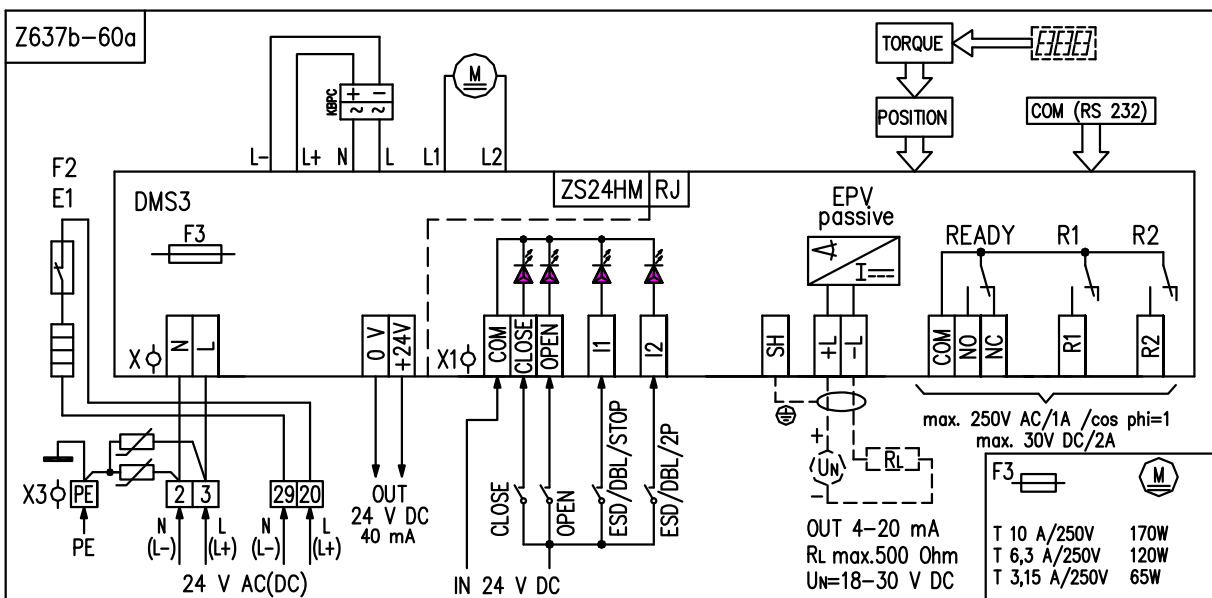 Z637b-60a
TORQUE
POSITION
COM (RS 232)
KBPC
+ −
~ ~
M
L- L+ N L L1 L2
F2
E1
DMS3
F3
ZS24HM RJ
EPV
passive
I
READY R1 R2
X N L
0 V +24V
X1 COM CLOSE OPEN I1 I2
SH +L -L
COM NO NC R1 R2
max. 250V AC/1A /cos phi=1
max. 30V DC/2A
X3 PE 2 3 29 20
PE
N
(L-)
L
(L+)
N
(L-)
L
(L+)
24 V AC(DC)
OUT
24 V DC
40 mA
CLOSE
OPEN
ESD/DBL/STOP
ESD/DBL/2P
IN 24 V DC
+
UN
−
RL
OUT 4-20 mA
RL max.500 Ohm
UN=18-30 V DC
F3 M
T 10 A/250V 170W
T 6,3 A/250V 120W
T 3,15 A/250V 65W